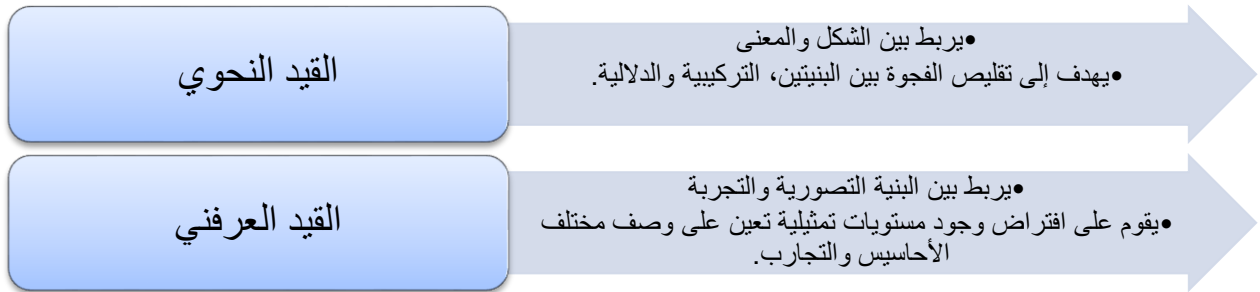 القيد النحوي
•يربط بين الشكل والمعنى
•يهدف إلى تقليص الفجوة بين البنيتين، التركيبية والدلالية.
القيد العرفني
•يربط بين البنية التصورية والتجربة
•يقوم على افتراض وجود مستويات تمثيلية تعين على وصف مختلف
الأحاسيس والتجارب.